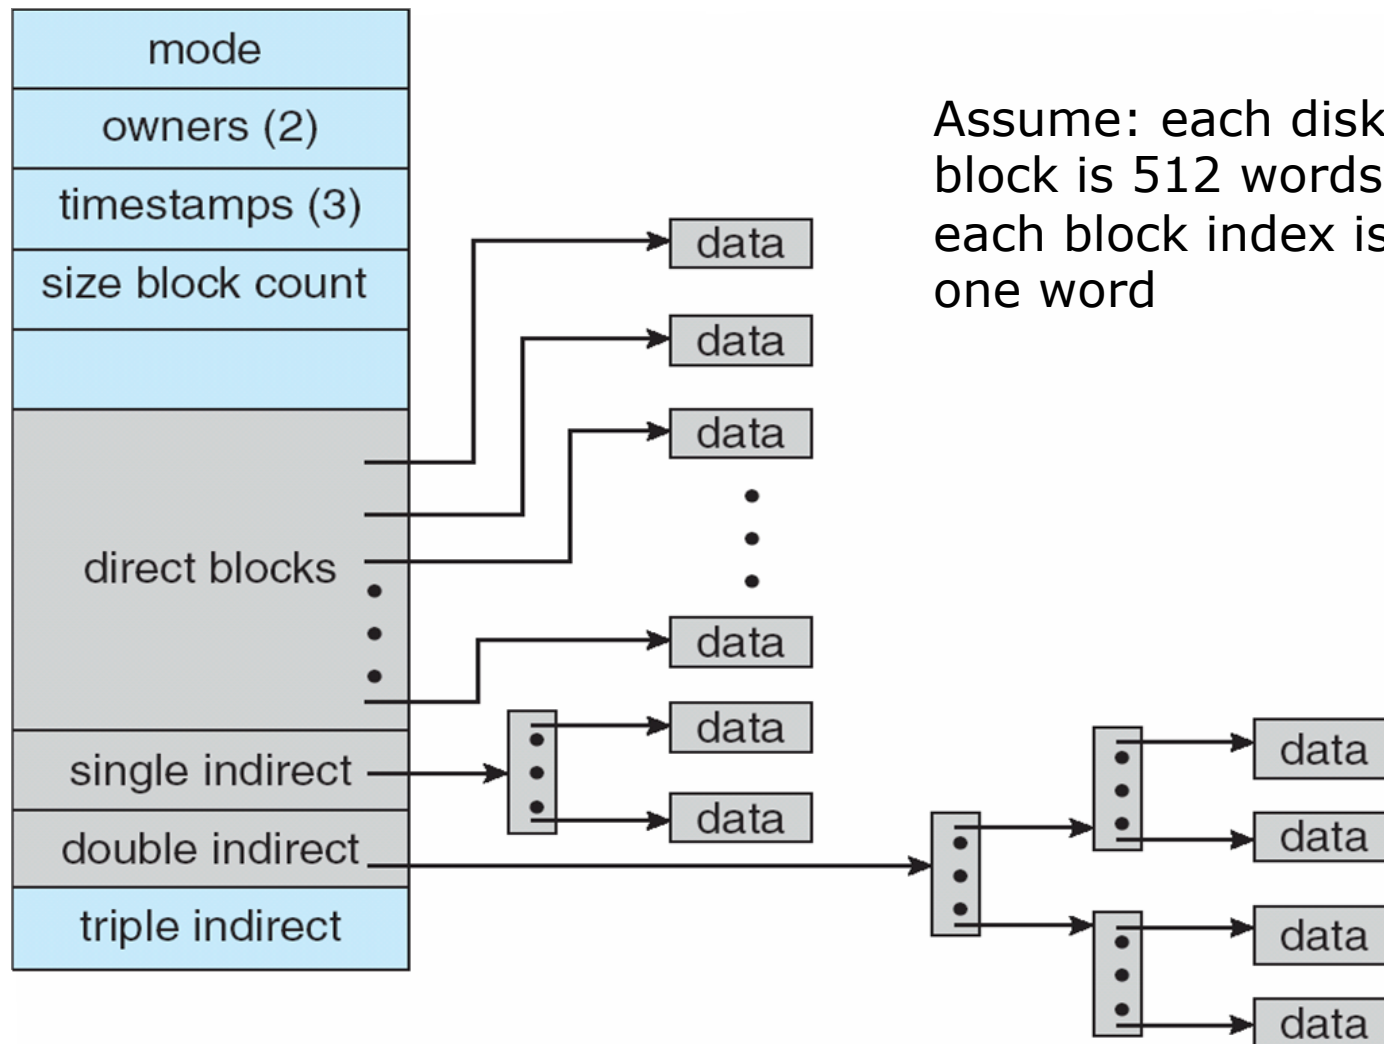 mode
owners (2)
timestamps (3)
size block count
direct blocks
single indirect
double indirect
triple indirect
data
data
data
data
data
data
Assume: each disk
block is 512 words
each block index is
one word
data
data
data
data